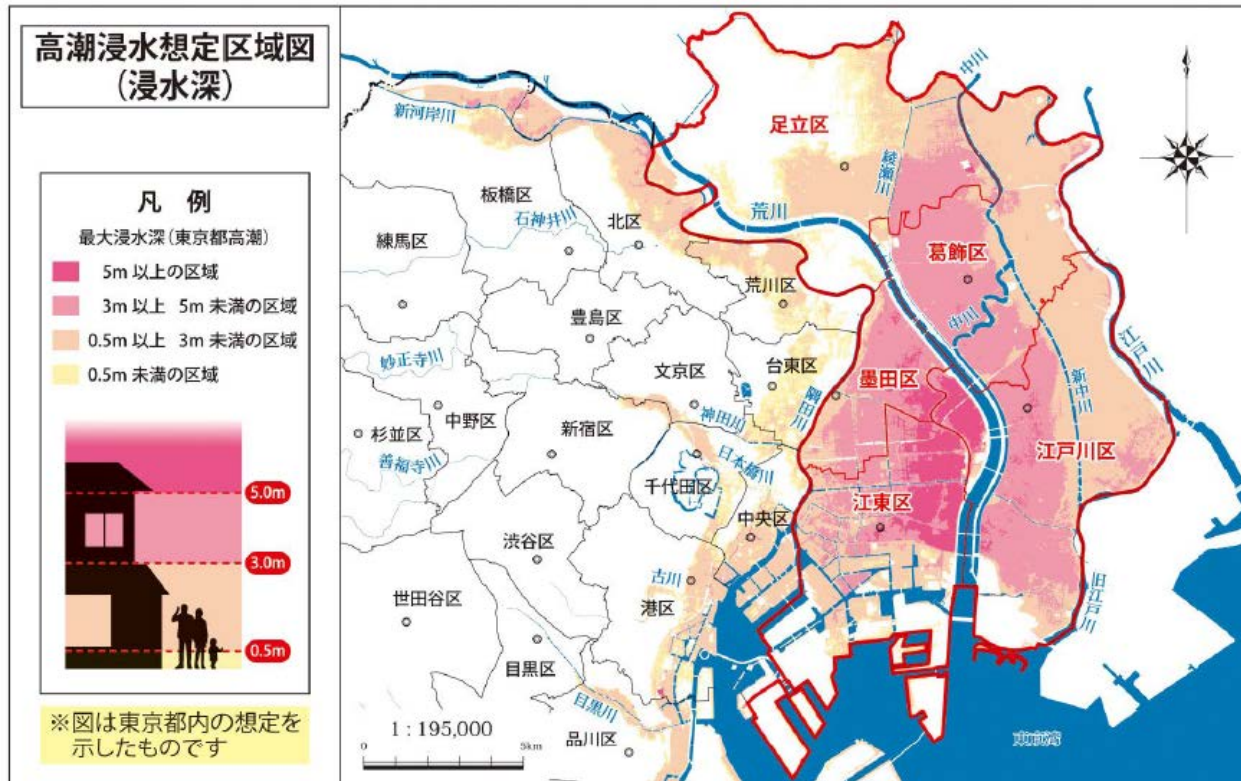 高潮浸水想定区域図
(浸水深)
凡 例
最大浸水深(東京都高潮)
5m 以上の区域
3m 以上 5m 未満の区域
0.5m 以上 3m 未満の区域
0.5m 未満の区域
5.0m
3.0m
0.5m
※図は東京都内の想定を
示したものです
新河岸川
中川
足立区
綾瀬川
板橋区
石神井川
北区
荒川
練馬区
葛飾区
荒川区
豊島区
中川
江戸川
妙正寺川
文京区
台東区
墨田区
新中川
隅田川
神田川
中野区
新宿区
杉並区
善福寺川
日本橋川
江戸川区
千代田区
江東区
中央区
渋谷区
古川
旧江戸川
世田谷区
港区
目黒区
目黒川
1 : 195,000
0
5km
品川区
東京湾